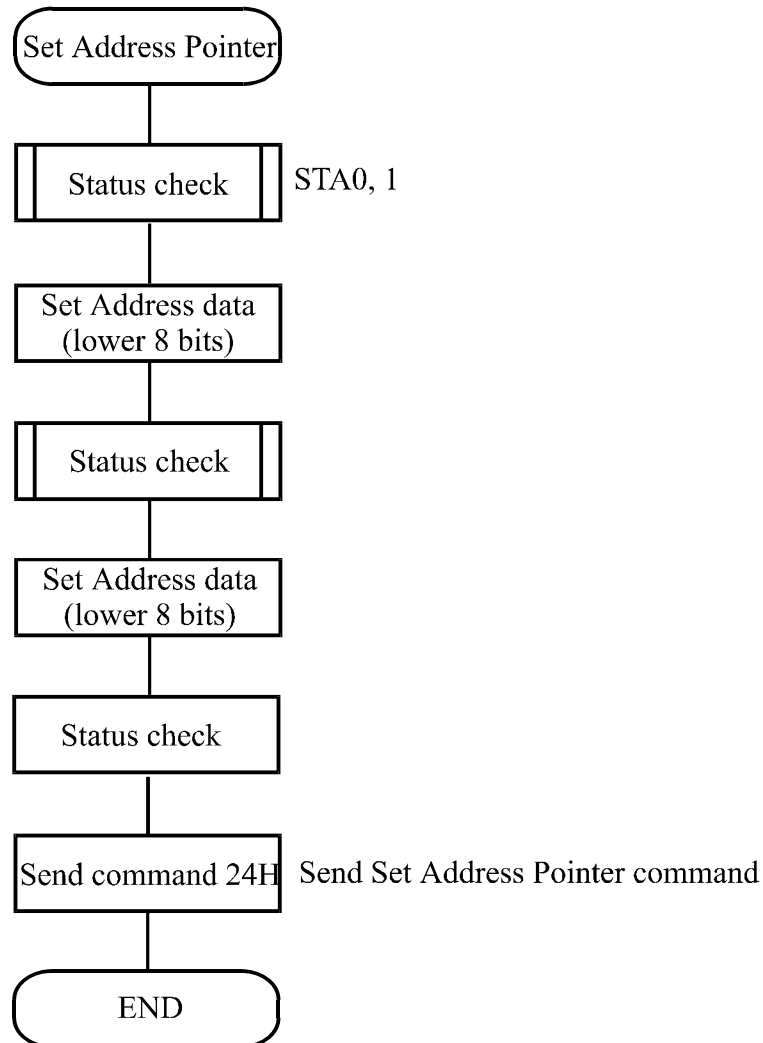 Set Address Pointer
Status check
STA0, 1
Set Address data
(lower 8 bits)
Status check
Set Address data
(lower 8 bits)
Status check
Send command 24H
Send Set Address Pointer command
END